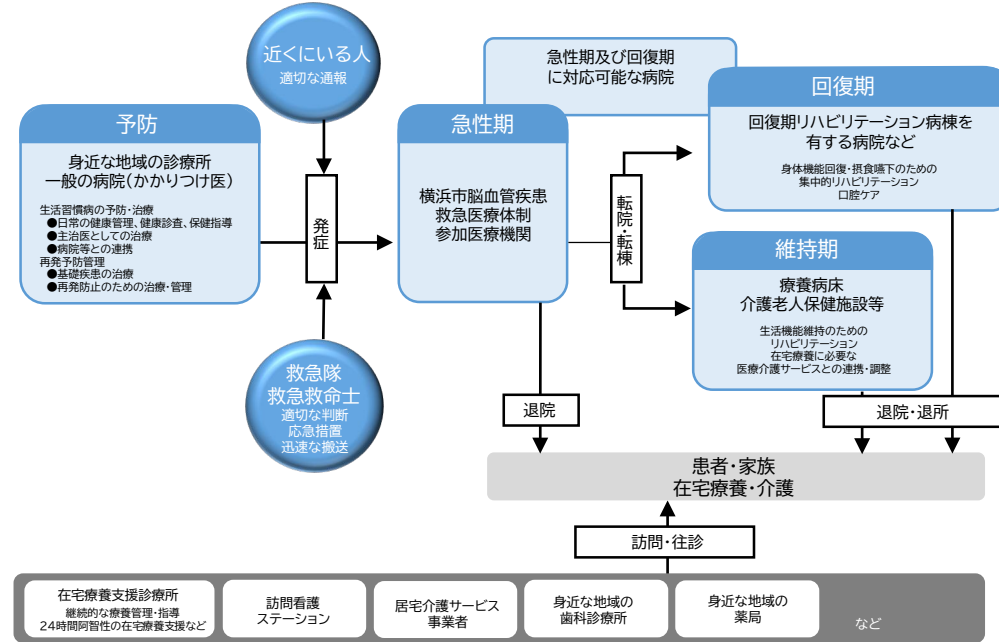 近くにいる人
適切な通報
予防
身近な地域の診療所
一般の病院(かかりつけ医)
生活習慣病の予防・治療
●日常の健康管理、健康診査、保健指導
●主治医としての治療
●病院等との連携
再発予防管理
●基礎疾患の治療
●再発防止のための治療・管理
発症
救急隊
救急救命士
適切な判断
応急措置
迅速な搬送
急性期
横浜市脳血管疾患
救急医療体制
参加医療機関
急性期及び回復期
に対応可能な病院
転院・転棟
回復期
回復期リハビリテーション病棟を
有する病院など
身体機能回復・摂食嚥下のための
集中的リハビリテーション
口腔ケア
維持期
療養病床
介護老人保健施設等
生活機能維持のための
リハビリテーション
在宅療養に必要な
医療介護サービスとの連携・調整
退院
退院・退所
患者・家族
在宅療養・介護
訪問・往診
在宅療養支援診療所
継続的な療養管理・指導
24時間阿智性の在宅療養支援など
訪問看護
ステーション
居宅介護サービス
事業者
身近な地域の
歯科診療所
身近な地域の
薬局
など